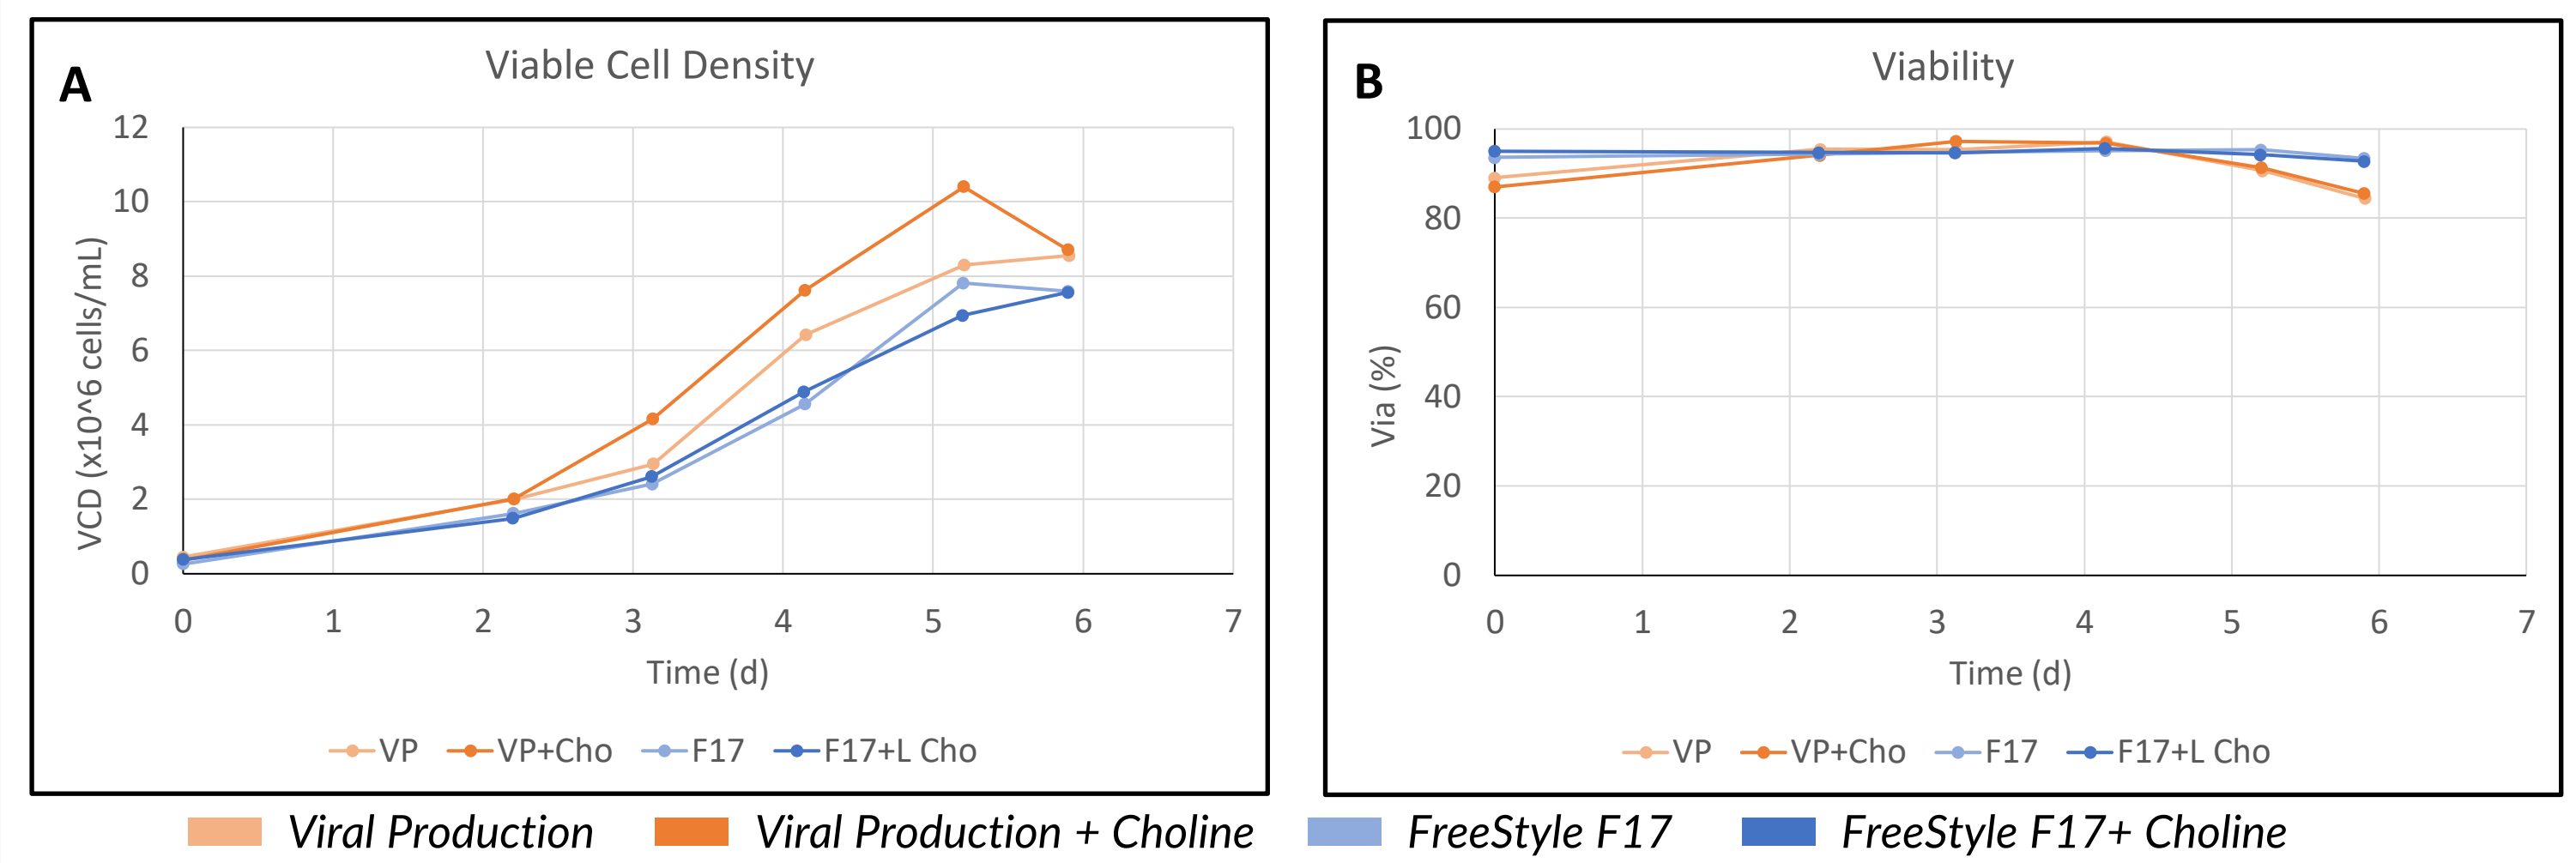 A
Viable Cell Density
12
10
8
6
4
2
0
VCD (x10^6 cells/mL)
0 1 2 3 4 5 6 7
Time (d)
VP VP+Cho F17 F17+L Cho
B
Viability
100
80
60
40
20
0
Via (%)
0 1 2 3 4 5 6 7
Time (d)
VP VP+Cho F17 F17+L Cho
Viral Production Viral Production + Choline FreeStyle F17 FreeStyle F17+ Choline